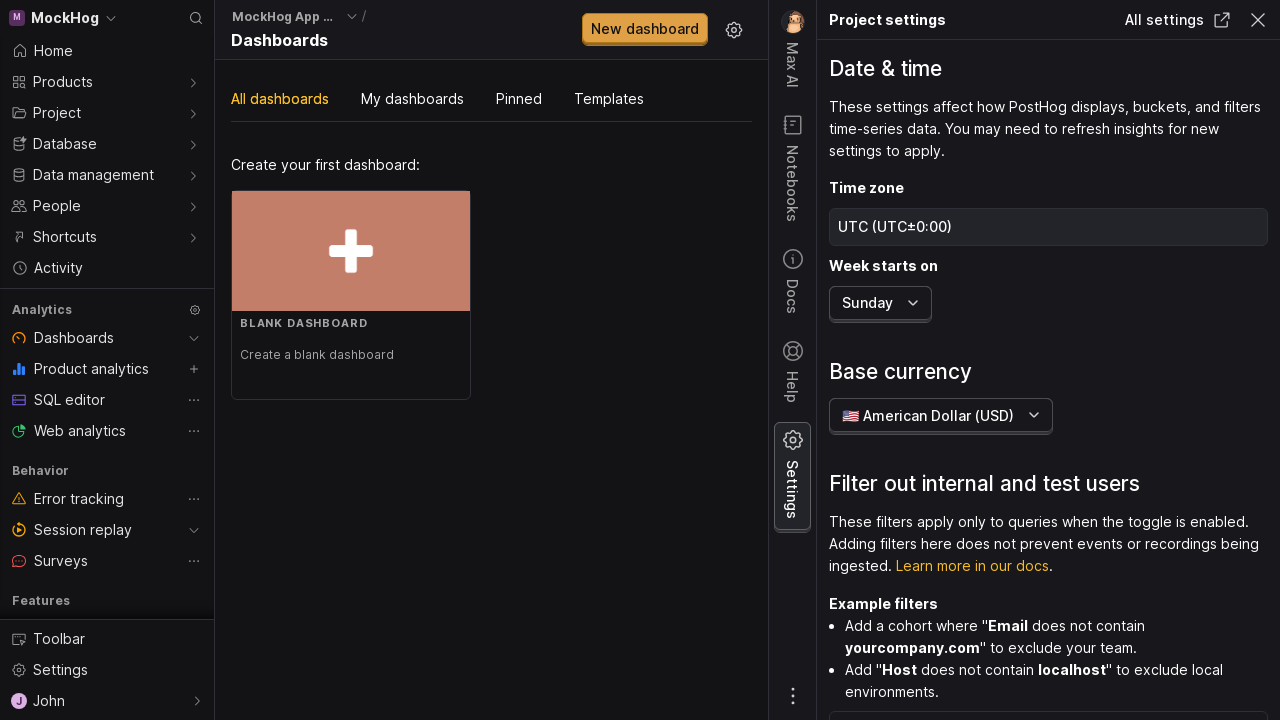 M MockHog
Home
Products
Project
Database
Data management
People
Shortcuts
Activity
Analytics
Dashboards
Product analytics
SQL editor
Web analytics
Behavior
Error tracking
Session replay
Surveys
Features
Toolbar
Settings
J John
MockHog App ... /
Dashboards
New dashboard
All dashboards My dashboards Pinned Templates
Create your first dashboard:
BLANK DASHBOARD
Create a blank dashboard
Max AI
Notebooks
Docs
Help
Settings
Project settings All settings
Date & time
These settings affect how PostHog displays, buckets, and filters
time-series data. You may need to refresh insights for new
settings to apply.
Time zone
UTC (UTC±0:00)
Week starts on
Sunday
Base currency
🇺🇸 American Dollar (USD)
Filter out internal and test users
These filters apply only to queries when the toggle is enabled.
Adding filters here does not prevent events or recordings being
ingested. Learn more in our docs.
Example filters
• Add a cohort where "Email does not contain
yourcompany.com" to exclude your team.
• Add "Host does not contain localhost" to exclude local
environments.